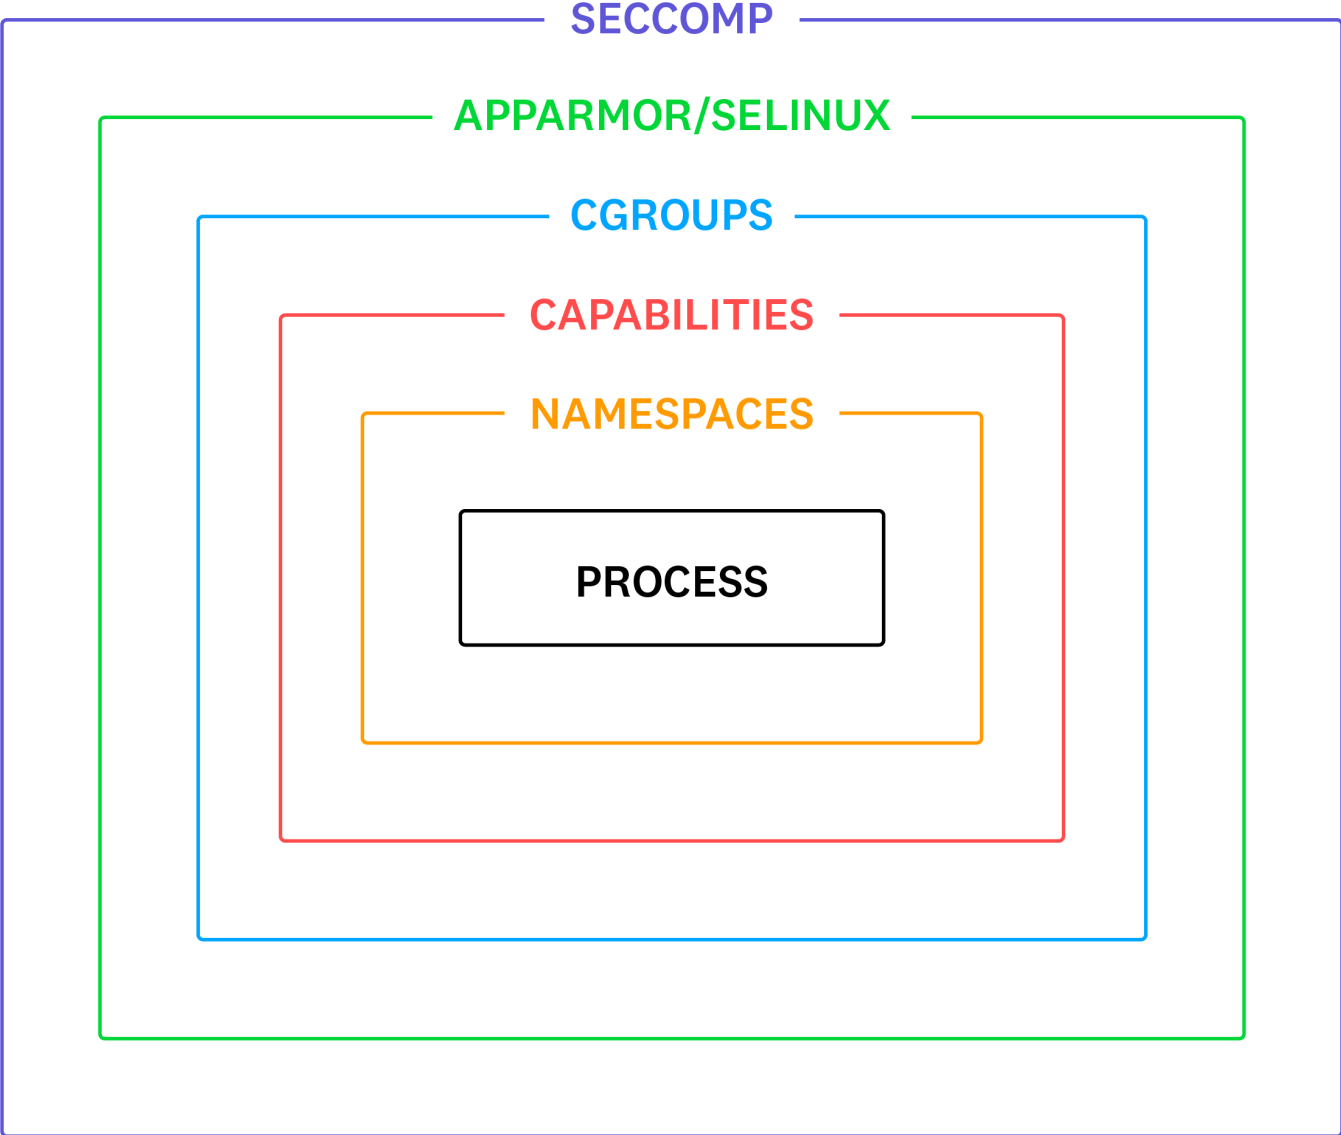 SECCOMP
APPARMOR/SELINUX
CGROUPS
CAPABILITIES
NAMESPACES
PROCESS